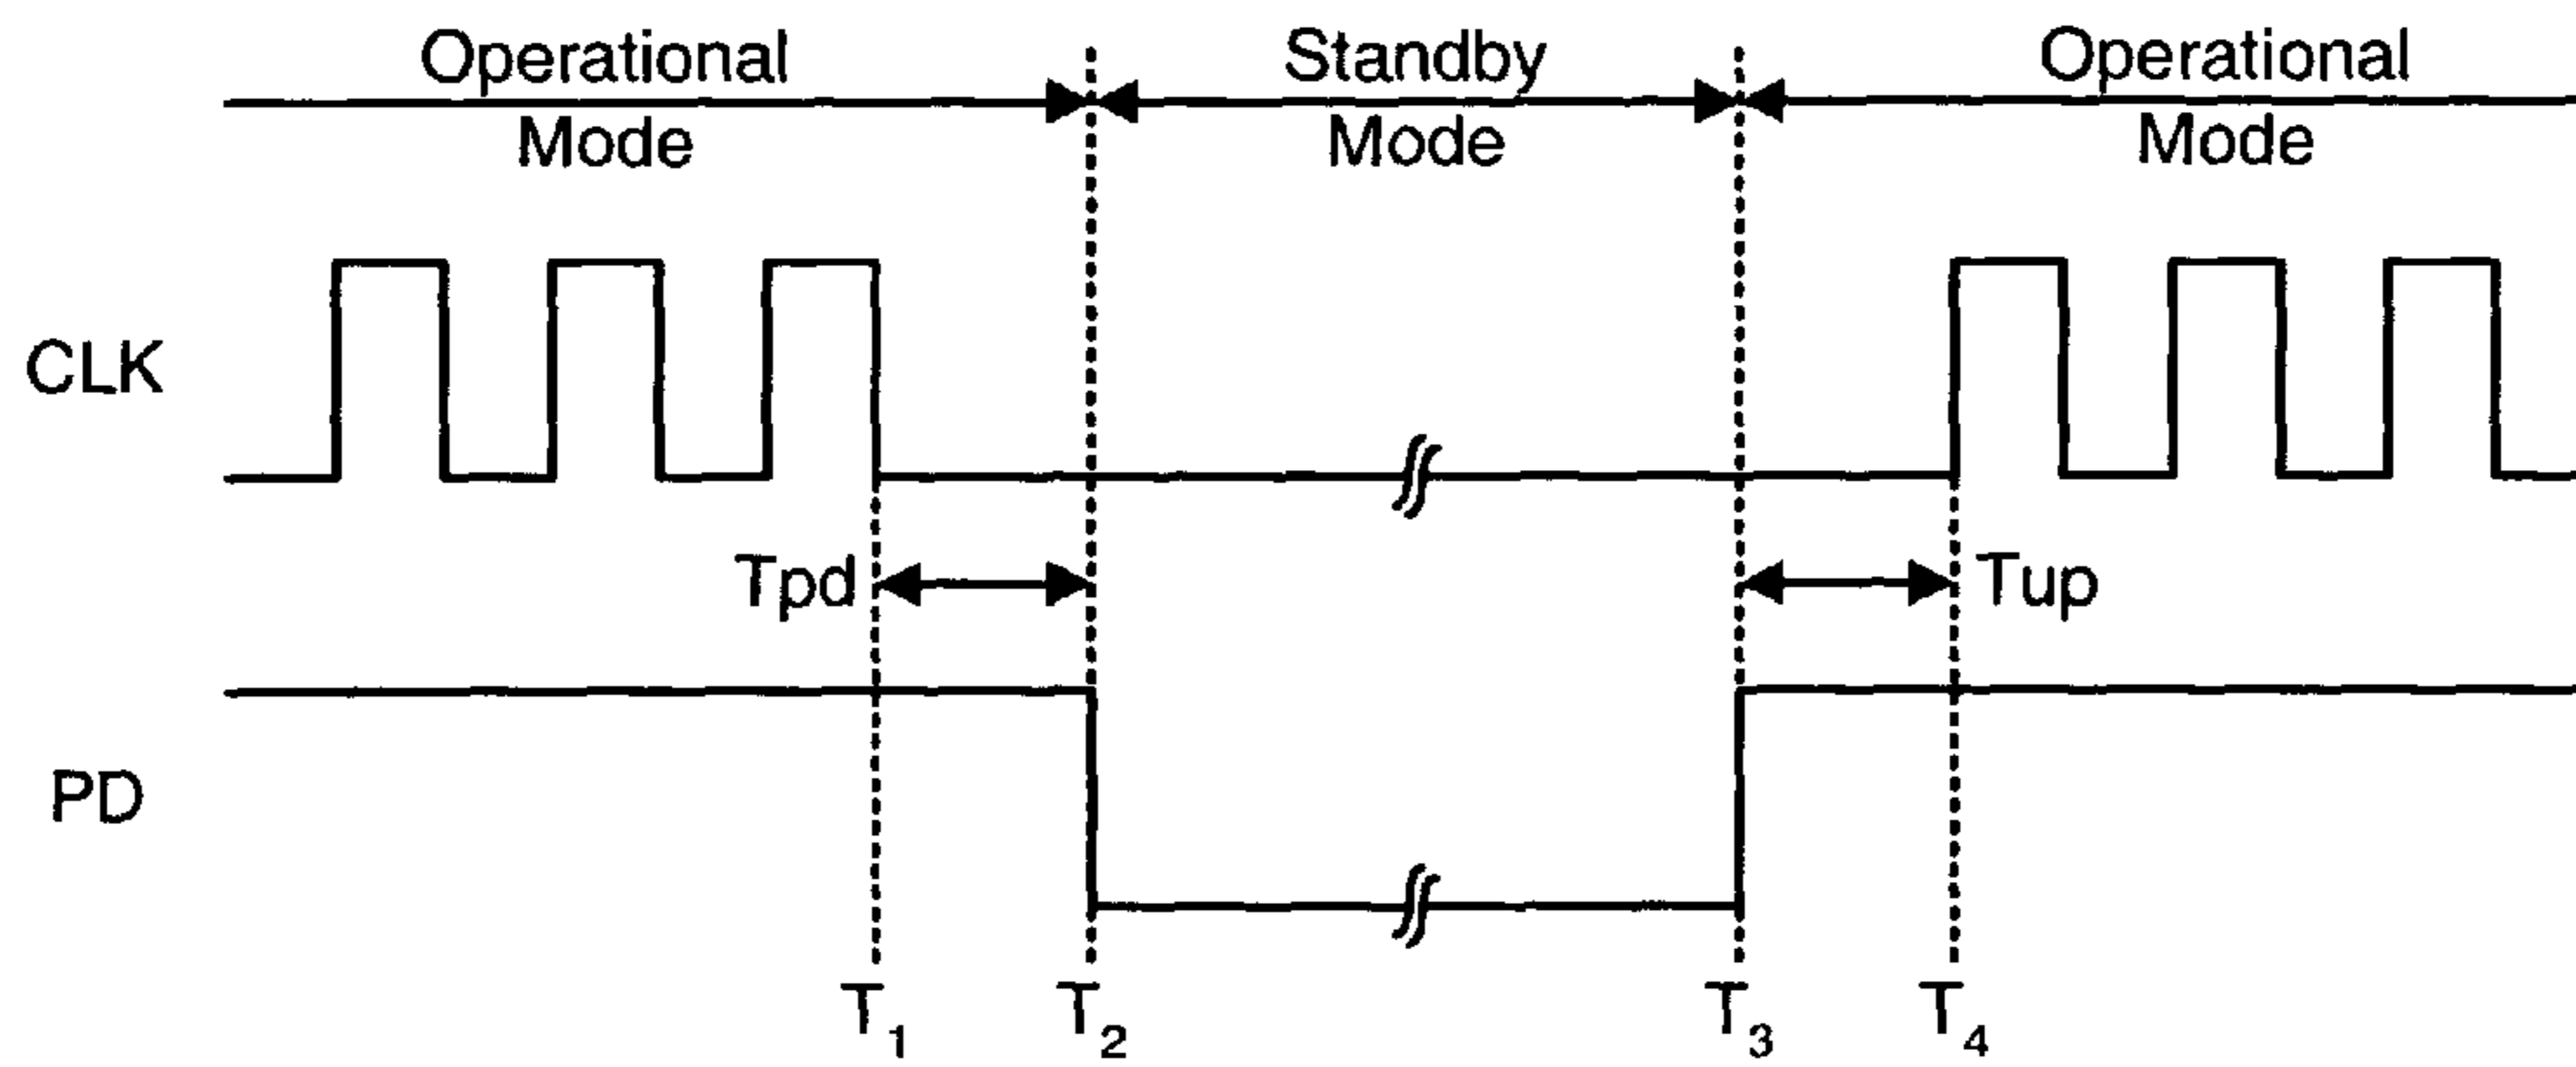 Operational
Mode
Standby
Mode
Operational
Mode
CLK
Tpd
Tup
PD
T1
T2
T3
T4